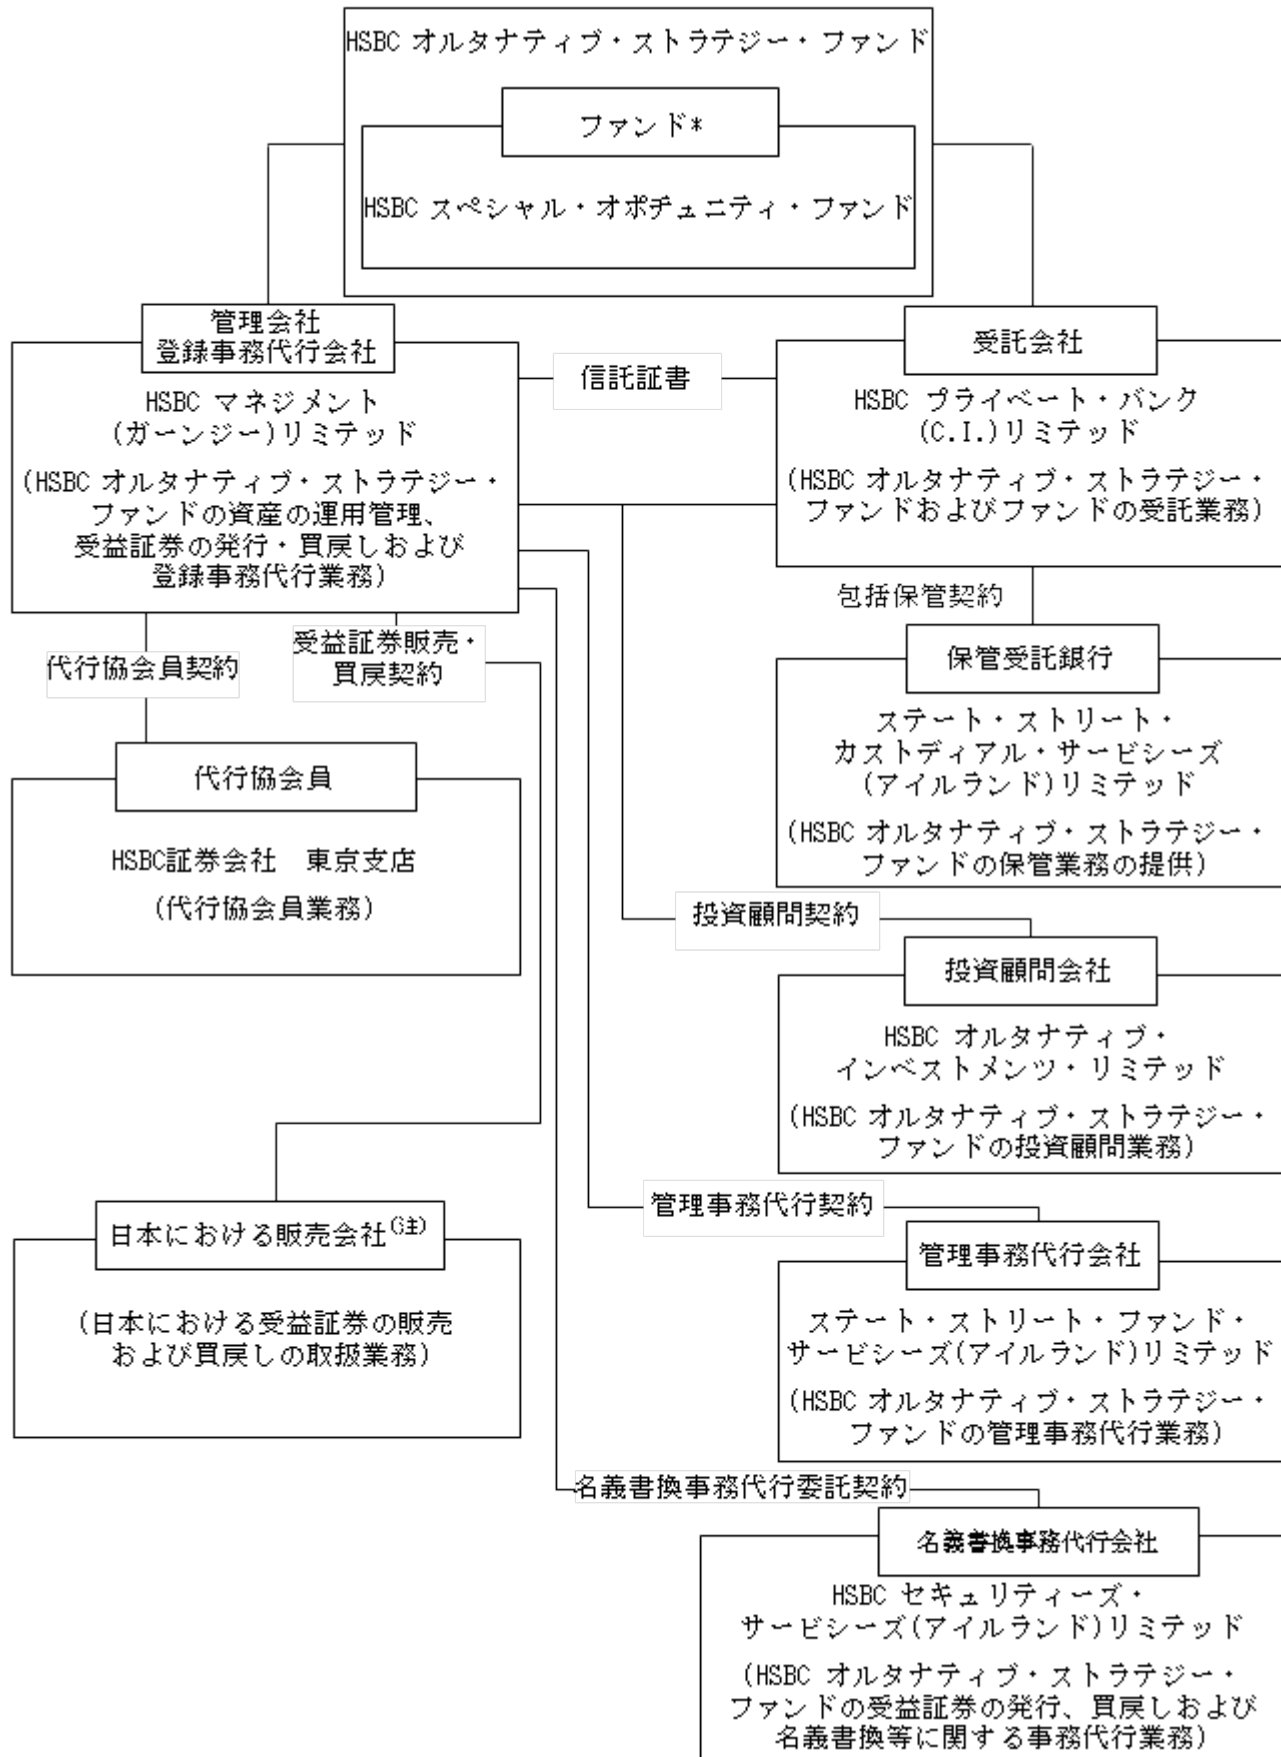 HSBC オルタナティブ・ストラテジー・ファンド
ファンド*
HSBC スペシャル・オポチュニティ・ファンド
管理会社
登録事務代行会社
HSBC マネジメント
(ガーンジー)リミテッド
(HSBC オルタナティブ・ストラテジー・
ファンドの資産の運用管理、
受益証券の発行・買戻しおよび
登録事務代行業務)
信託証書
受託会社
HSBC プライベート・バンク
(C.I.)リミテッド
(HSBC オルタナティブ・ストラテジー・
ファンドおよびファンドの受託業務)
包括保管契約
代行協会員契約
受益証券販売・
買戻契約
保管受託銀行
ステート・ストリート・
カストディアル・サービシーズ
(アイルランド)リミテッド
(HSBC オルタナティブ・ストラテジー・
ファンドの保管業務の提供)
代行協会員
HSBC証券会社　東京支店
(代行協会員業務)
投資顧問契約
投資顧問会社
HSBC オルタナティブ・
インベストメンツ・リミテッド
(HSBC オルタナティブ・ストラテジー・
ファンドの投資顧問業務)
日本における販売会社(注)
(日本における受益証券の販売
および買戻しの取扱業務)
管理事務代行契約
管理事務代行会社
ステート・ストリート・ファンド・
サービシーズ(アイルランド)リミテッド
(HSBC オルタナティブ・ストラテジー・
ファンドの管理事務代行業務)
名義書換事務代行委託契約
名義書換事務代行会社
HSBC セキュリティーズ・
サービシーズ(アイルランド)リミテッド
(HSBC オルタナティブ・ストラテジー・
ファンドの受益証券の発行、買戻しおよび
名義書換等に関する事務代行業務)